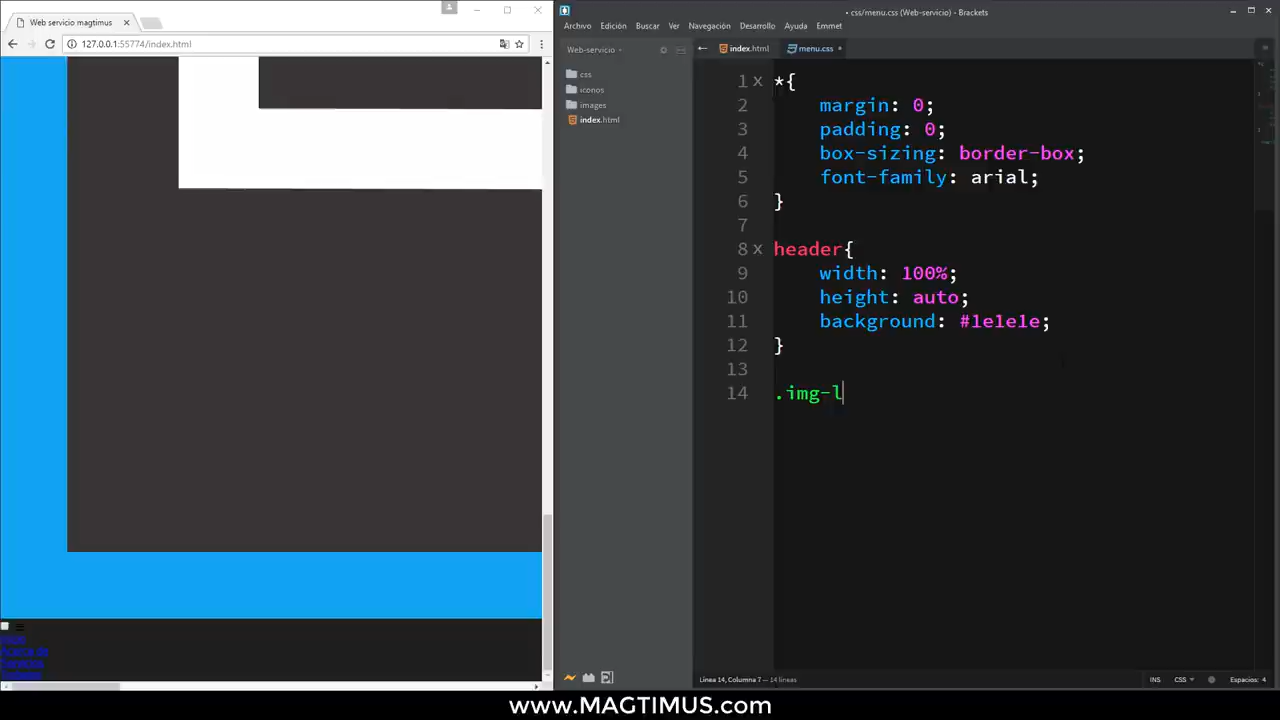 Web servicio magtimus
127.0.0.1:55774/index.html
Inicio
Acerca de
Servicios
• css/menu.css (Web-servicio) - Brackets
Archivo Edición Buscar Ver Navegación Desarrollo Ayuda Emmet
Web-servicio
css
iconos
images
index.html
index.html menu.css
1 *{
2 margin: 0;
3 padding: 0;
4 box-sizing: border-box;
5 font-family: arial;
6 }
7
8 header{
9 width: 100%;
10 height: auto;
11 background: #1e1e1e;
12 }
13
14 .img-l
Línea 14, Columna 7 — 14 líneas
INS CSS Espacios: 4
www.MAGTIMUS.com